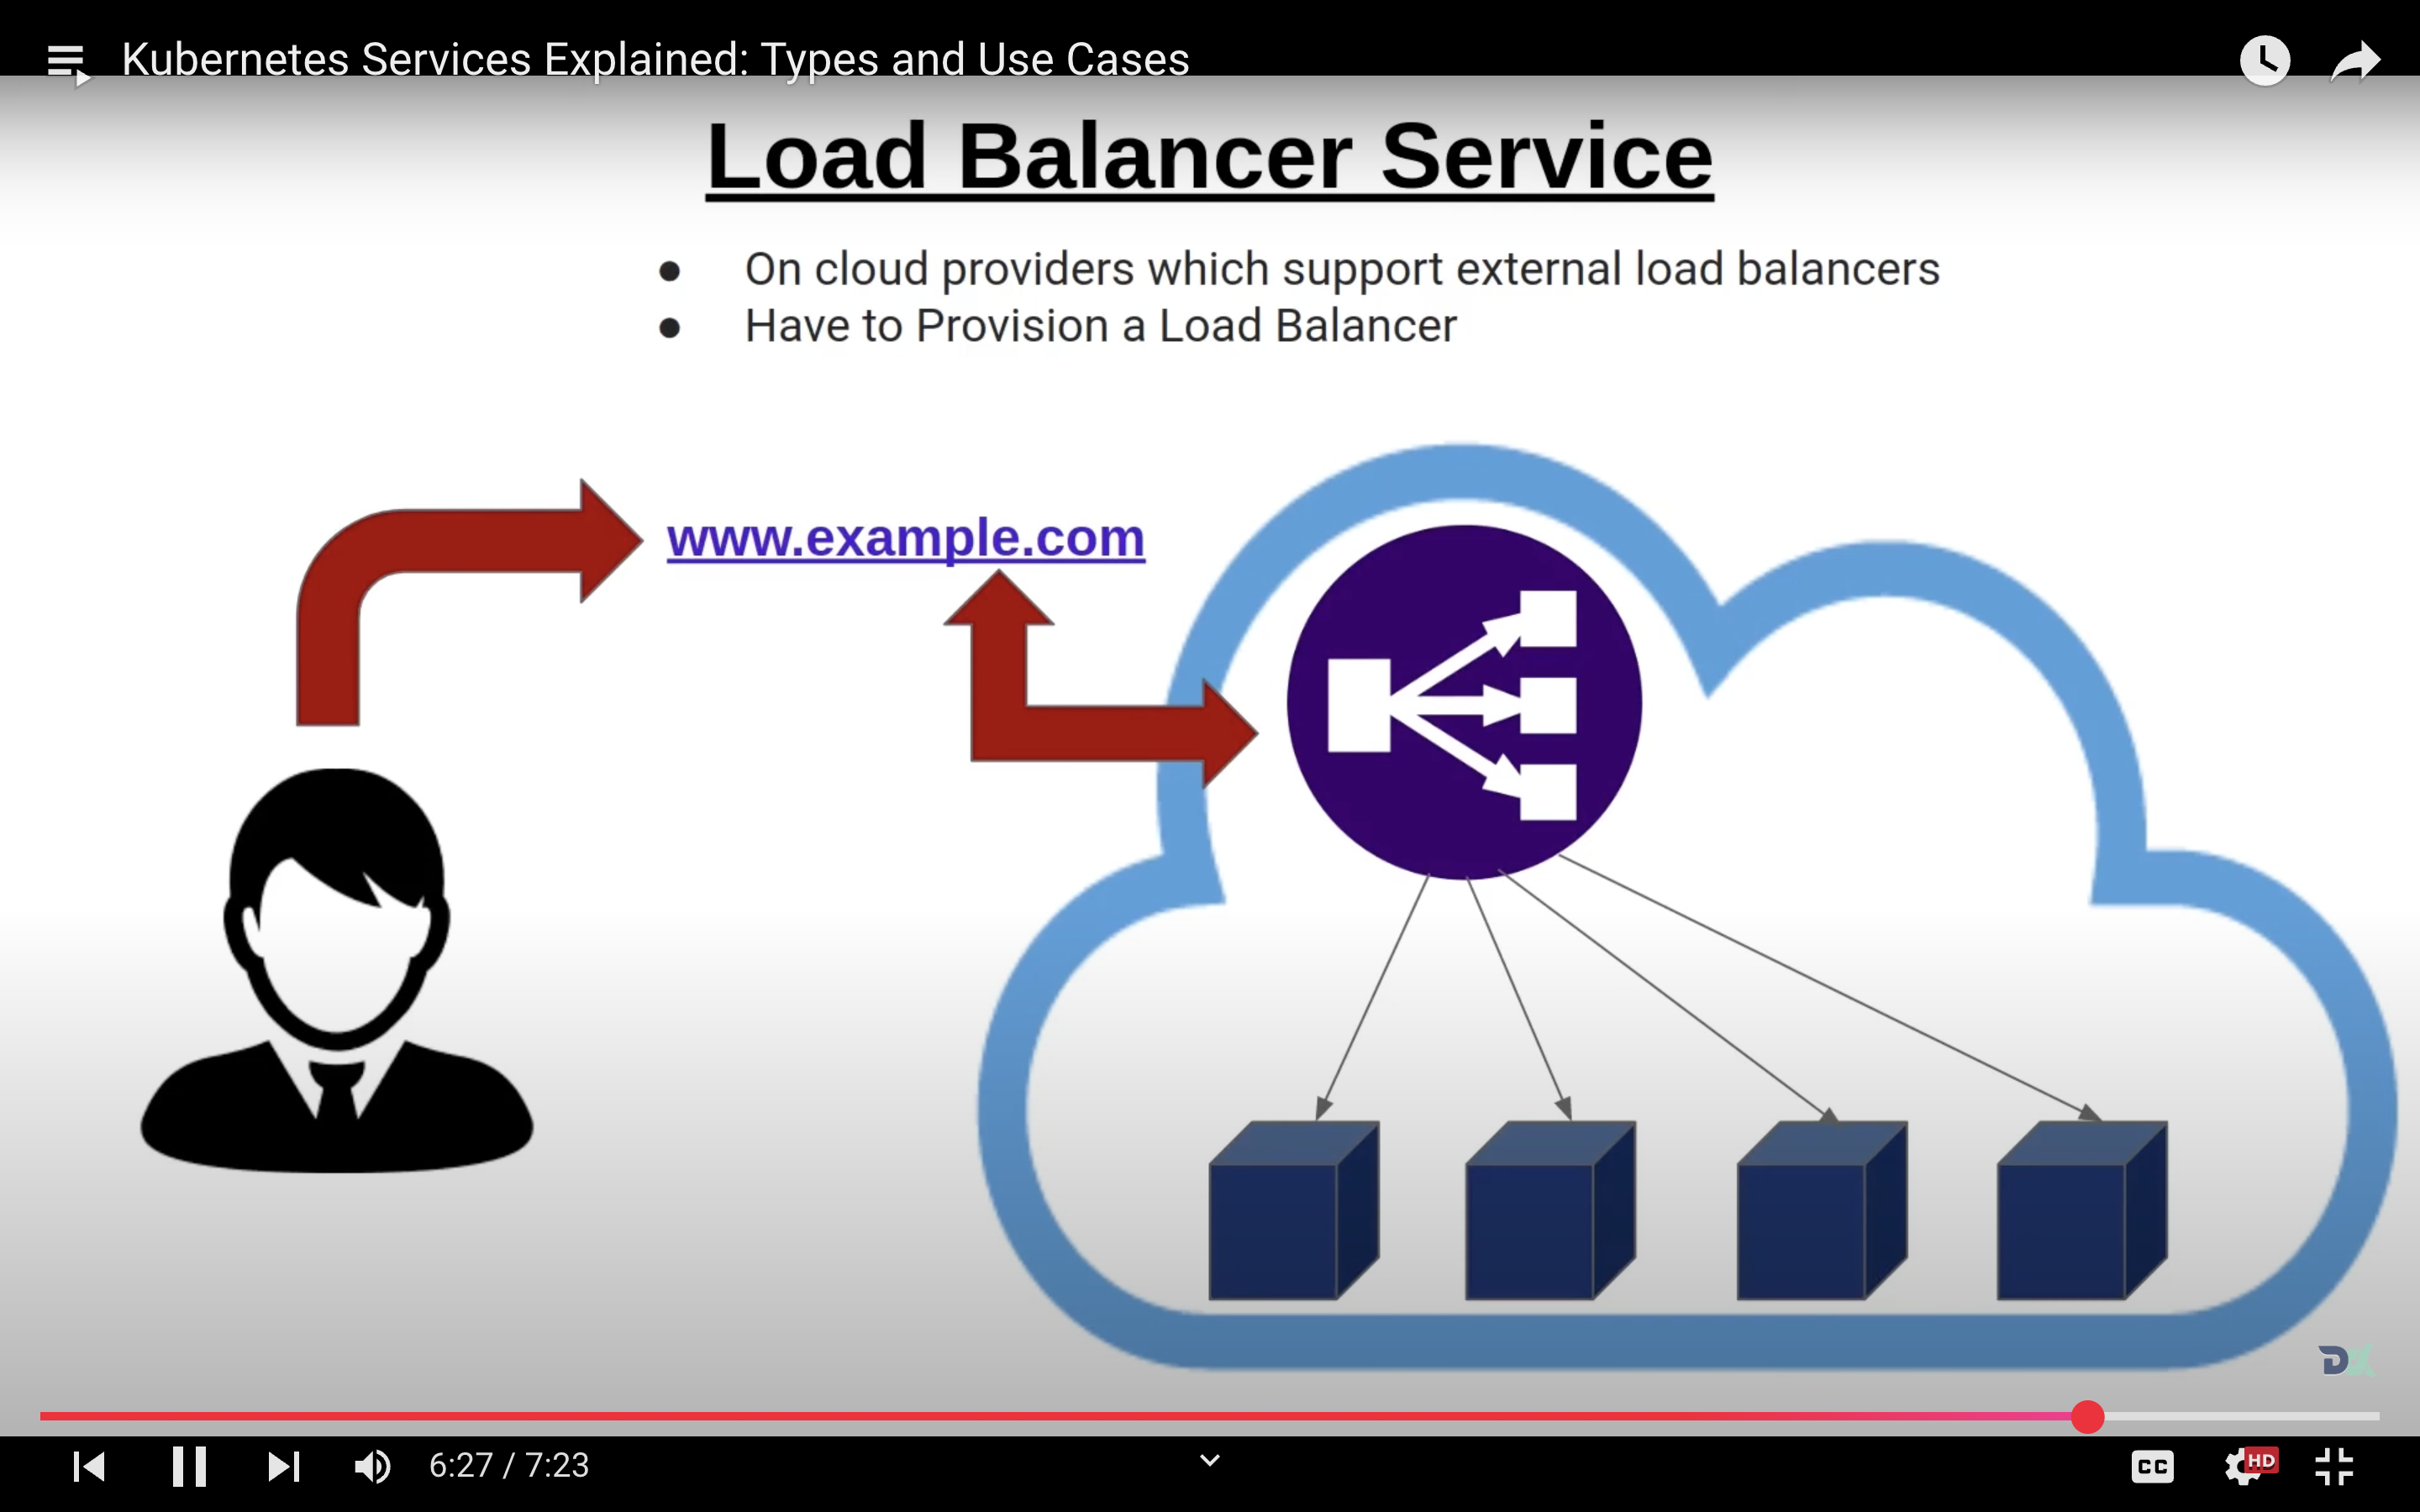 Kubernetes Services Explained: Types and Use Cases
Load Balancer Service
● On cloud providers which support external load balancers
● Have to Provision a Load Balancer
www.example.com
DX
6:27 / 7:23
CC
HD